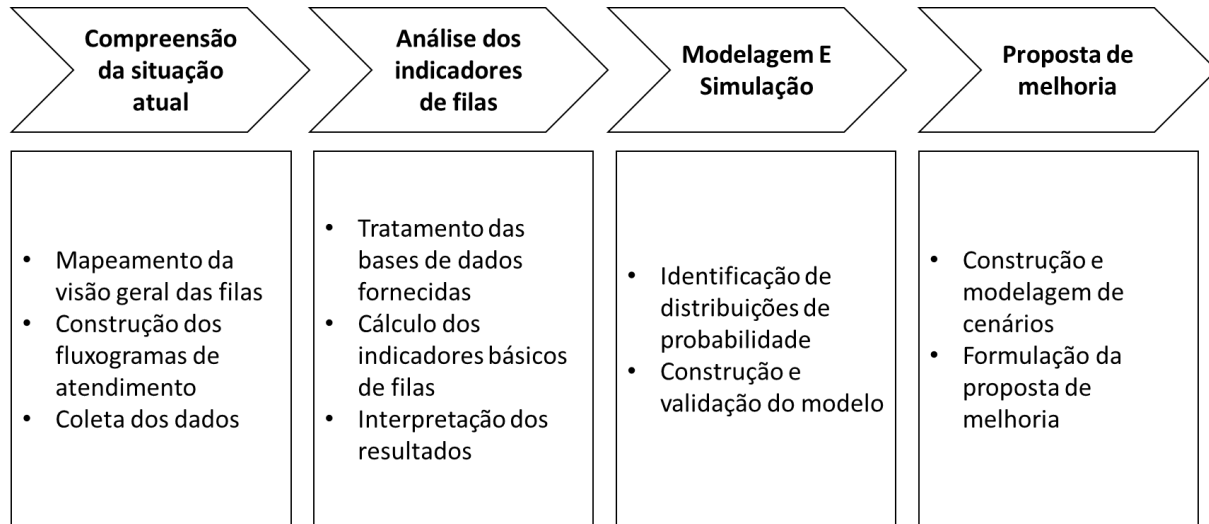 Compreensão
da situação
atual
Análise dos
indicadores
de filas
Modelagem E
Simulação
Proposta de
melhoria
• Mapeamento da
visão geral das filas
• Construção dos
fluxogramas de
atendimento
• Coleta dos dados
• Tratamento das
bases de dados
fornecidas
• Cálculo dos
indicadores básicos
de filas
• Interpretação dos
resultados
• Identificação de
distribuições de
probabilidade
• Construção e
validação do modelo
• Construção e
modelagem de
cenários
• Formulação da
proposta de
melhoria